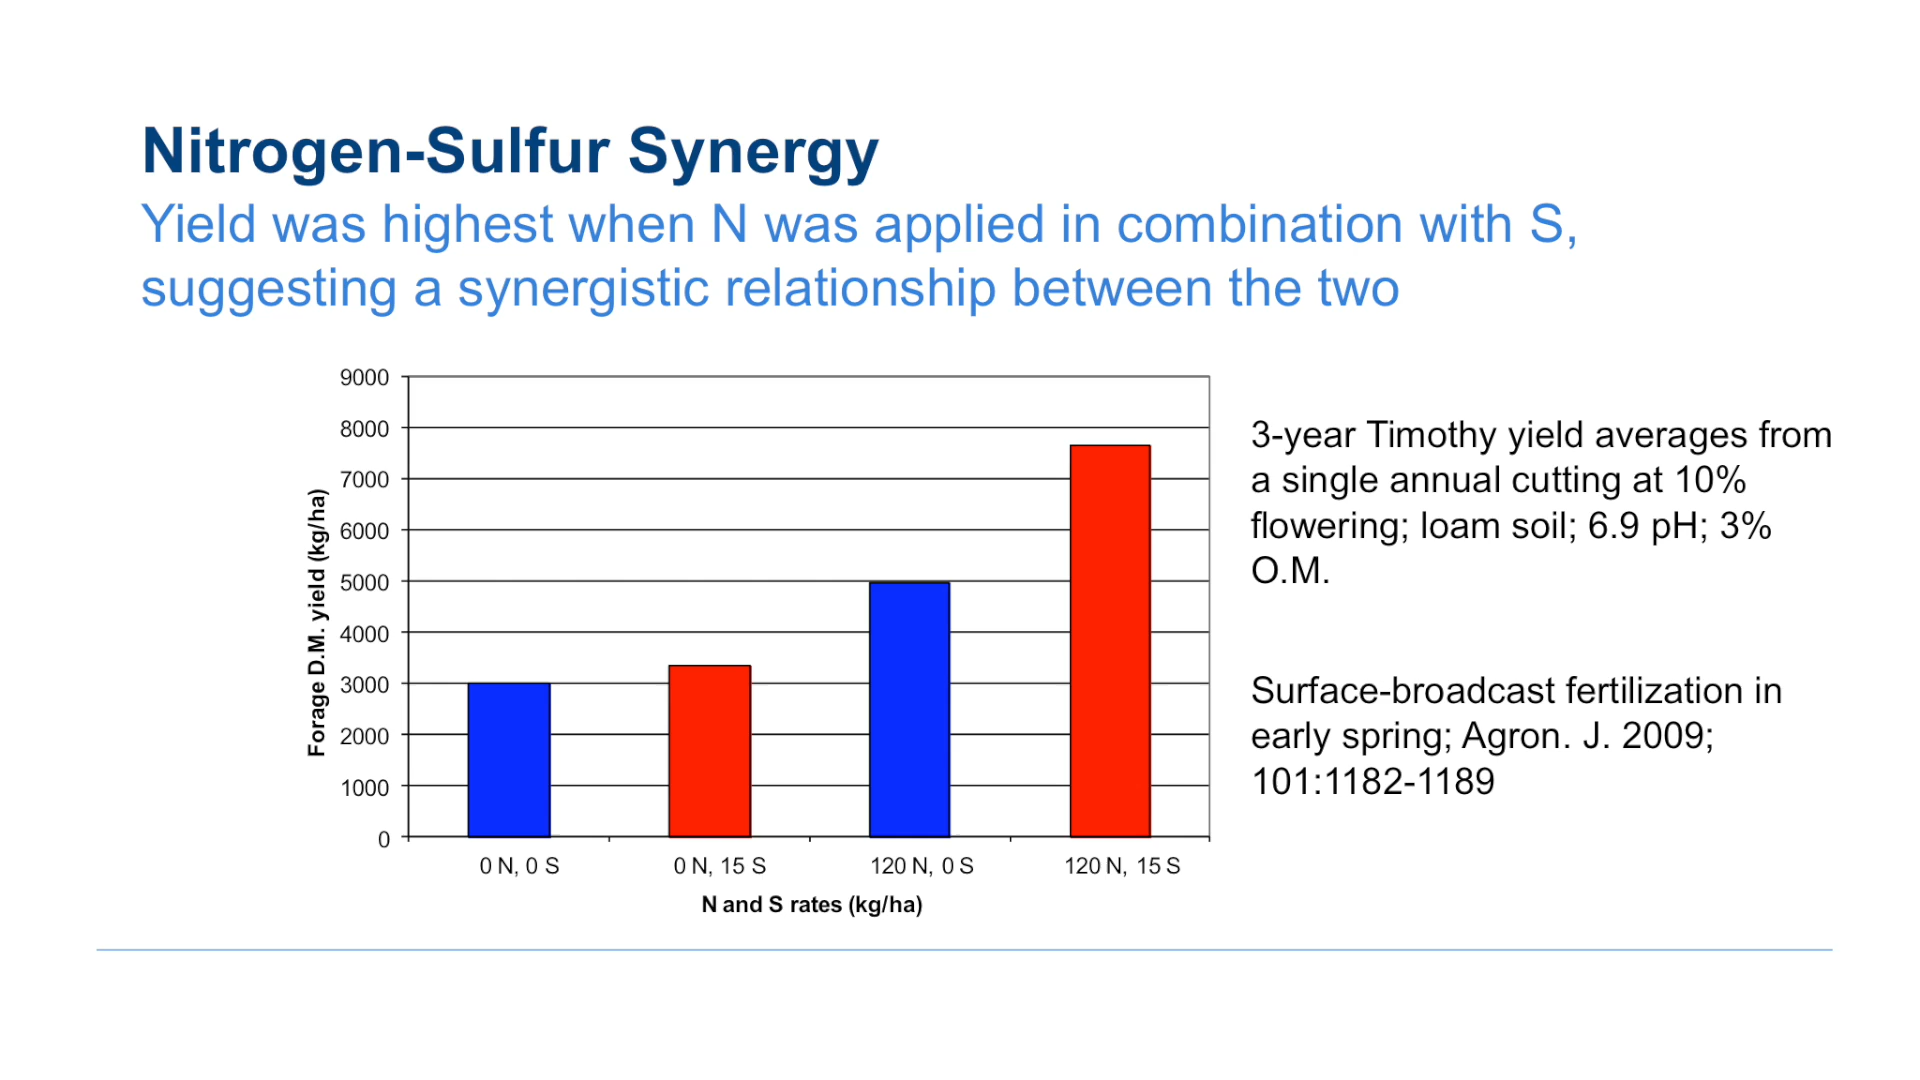 Nitrogen-Sulfur Synergy
Yield was highest when N was applied in combination with S,
suggesting a synergistic relationship between the two
9000
8000
7000
6000
5000
4000
3000
2000
1000
0
Forage D.M. yield (kg/ha)
0 N, 0 S
0 N, 15 S
120 N, 0 S
120 N, 15 S
N and S rates (kg/ha)
3-year Timothy yield averages from
a single annual cutting at 10%
flowering; loam soil; 6.9 pH; 3%
O.M.
Surface-broadcast fertilization in
early spring; Agron. J. 2009;
101:1182-1189